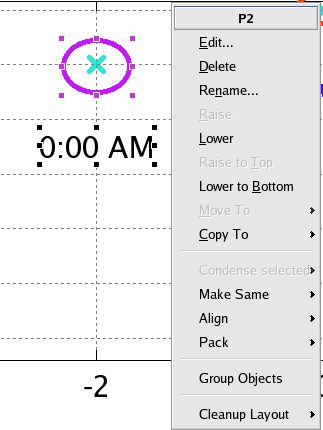 P2
Edit...
Delete
Rename...
Raise
Lower
Raise to Top
Lower to Bottom
Move To
Copy To
Condense selected
Make Same
Align
Pack
Group Objects
Cleanup Layout
0:00 AM
-2